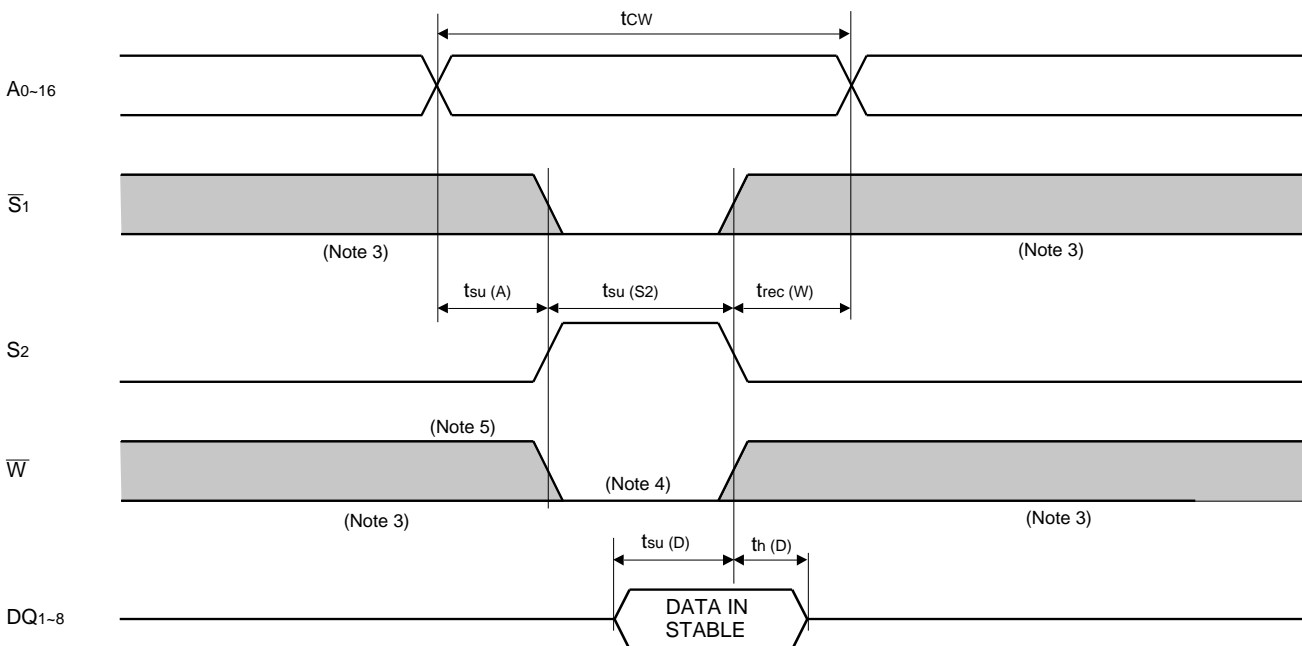 tCW
A0~16
S̅1
(Note 3) (Note 3)
tsu (A) tsu (S2) trec (W)
S2
(Note 5)
W̅
(Note 4)
(Note 3) (Note 3)
tsu (D) th (D)
DQ1~8
DATA IN
STABLE